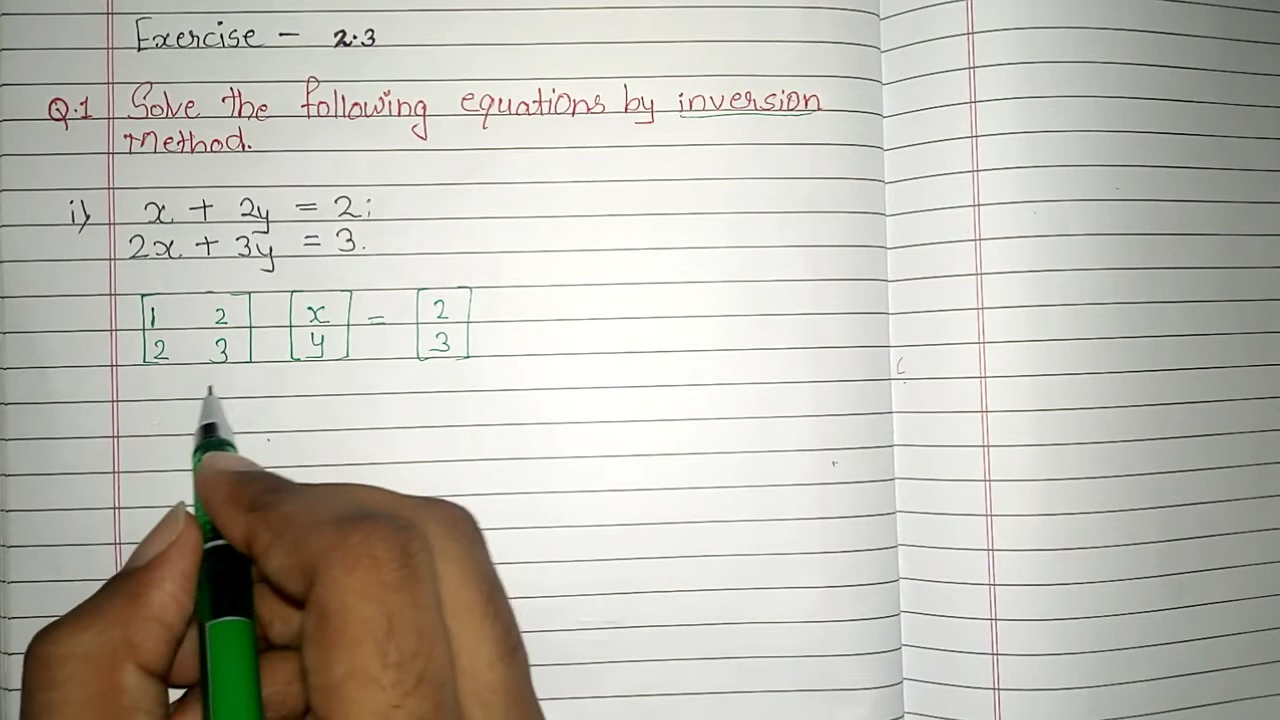 Exercise - 2.3
Q.1 Solve the following equations by inversion
Method.
i) x + 2y = 2;
2x + 3y = 3.
[1 2] [x] = [2]
[2 3] [y] [3]